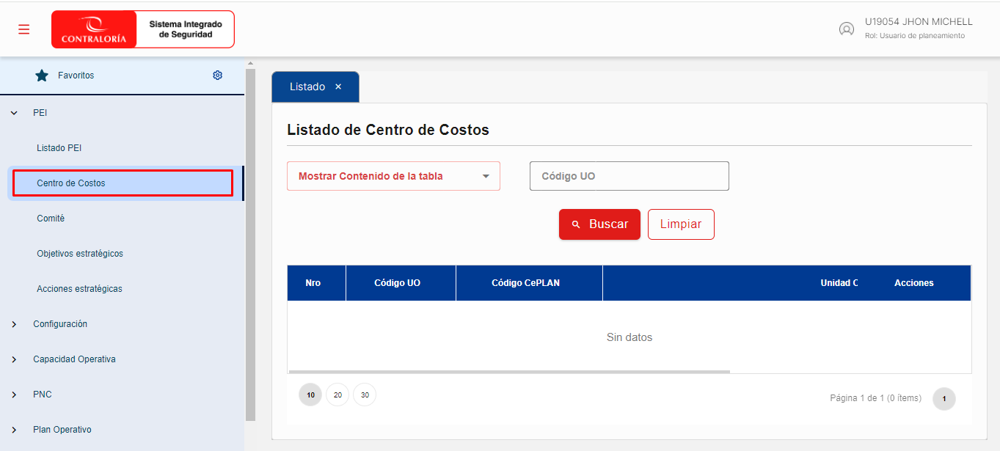 CONTRALORÍA
Sistema Integrado
de Seguridad
U19054 JHON MICHELL
Rol: Usuario de planeamiento
Favoritos
PEI
Listado PEI
Centro de Costos
Comité
Objetivos estratégicos
Acciones estratégicas
Configuración
Capacidad Operativa
PNC
Plan Operativo
Listado ×
Listado de Centro de Costos
Mostrar Contenido de la tabla
Código UO
Buscar
Limpiar
Nro Código UO Código CePLAN Unidad C Acciones
Sin datos
10 20 30
Página 1 de 1 (0 ítems) 1